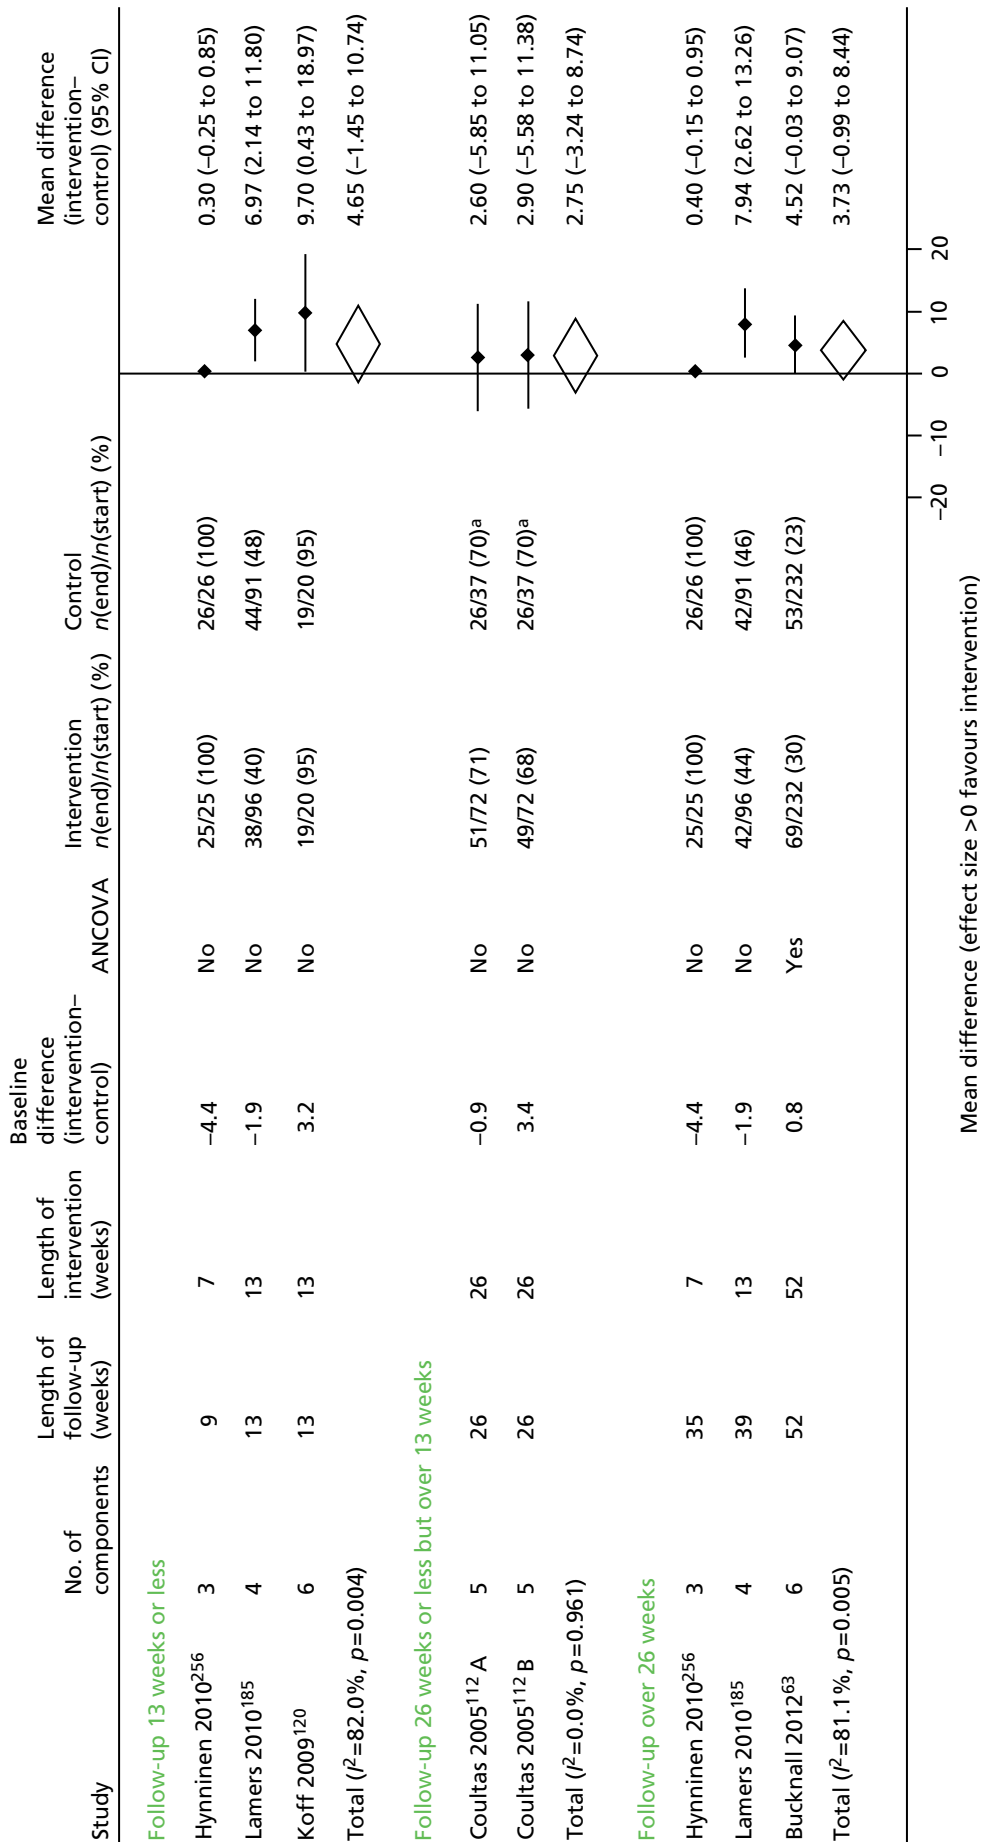 Study
No. of
components
Length of
follow-up
(weeks)
Length of
intervention
(weeks)
Baseline
difference
(intervention–
control)
ANCOVA
Intervention
n(end)/n(start) (%)
Control
n(end)/n(start) (%)
Mean difference
(intervention–
control) (95% CI)
Follow-up 13 weeks or less
Hynninen 2010²⁵⁶ 3 9 7 −4.4 No 25/25 (100) 26/26 (100) 0.30 (−0.25 to 0.85)
Lamers 2010¹⁸⁵ 4 13 13 −1.9 No 38/96 (40) 44/91 (48) 6.97 (2.14 to 11.80)
Koff 2009¹²⁰ 6 13 13 3.2 No 19/20 (95) 19/20 (95) 9.70 (0.43 to 18.97)
Total (I²=82.0%, p=0.004) 4.65 (−1.45 to 10.74)
Follow-up 26 weeks or less but over 13 weeks
Coultas 2005¹¹² A 5 26 26 −0.9 No 51/72 (71) 26/37 (70)ᵃ 2.60 (−5.85 to 11.05)
Coultas 2005¹¹² B 5 26 26 3.4 No 49/72 (68) 26/37 (70)ᵃ 2.90 (−5.58 to 11.38)
Total (I²=0.0%, p=0.961) 2.75 (−3.24 to 8.74)
Follow-up over 26 weeks
Hynninen 2010²⁵⁶ 3 35 7 −4.4 No 25/25 (100) 26/26 (100) 0.40 (−0.15 to 0.95)
Lamers 2010¹⁸⁵ 4 39 13 −1.9 No 42/96 (44) 42/91 (46) 7.94 (2.62 to 13.26)
Bucknall 2012⁶³ 6 52 52 0.8 Yes 69/232 (30) 53/232 (23) 4.52 (−0.03 to 9.07)
Total (I²=81.1%, p=0.005) 3.73 (−0.99 to 8.44)
−20 −10 0 10 20
Mean difference (effect size >0 favours intervention)